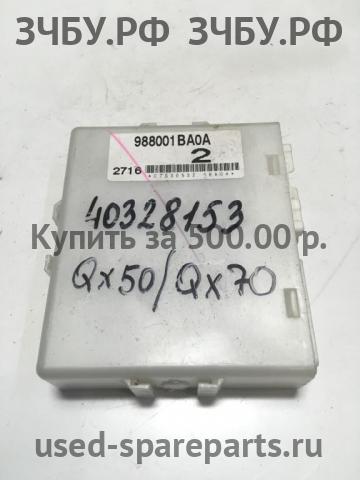 ЗЧБУ.РФ ЗЧБУ.РФ
988001BA0A
2
2716
40328153
Купить за 500.00 р.
Qx50/Qx70
used-spareparts.ru